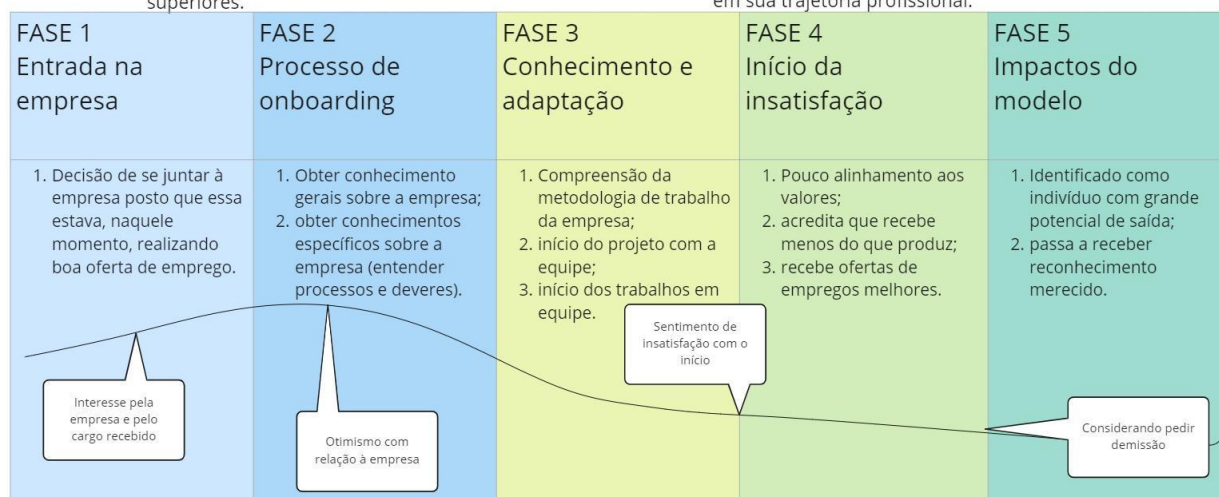 superiores.
em sua trajetória profissional.
FASE 1
Entrada na
empresa
FASE 2
Processo de
onboarding
FASE 3
Conhecimento e
adaptação
FASE 4
Início da
insatisfação
FASE 5
Impactos do
modelo
1. Decisão de se juntar à
empresa posto que essa
estava, naquele
momento, realizando
boa oferta de emprego.
1. Obter conhecimento
gerais sobre a empresa;
2. obter conhecimentos
específicos sobre a
empresa (entender
processos e deveres).
1. Compreensão da
metodologia de trabalho
da empresa;
2. início do projeto com a
equipe;
3. início dos trabalhos em
equipe.
1. Pouco alinhamento aos
valores;
2. acredita que recebe
menos do que produz;
3. recebe ofertas de
empregos melhores.
1. Identificado como
indivíduo com grande
potencial de saída;
2. passa a receber
reconhecimento
merecido.
Interesse pela
empresa e pelo
cargo recebido
Otimismo com
relação à empresa
Sentimento de
insatisfação com o
início
Considerando pedir
demissão